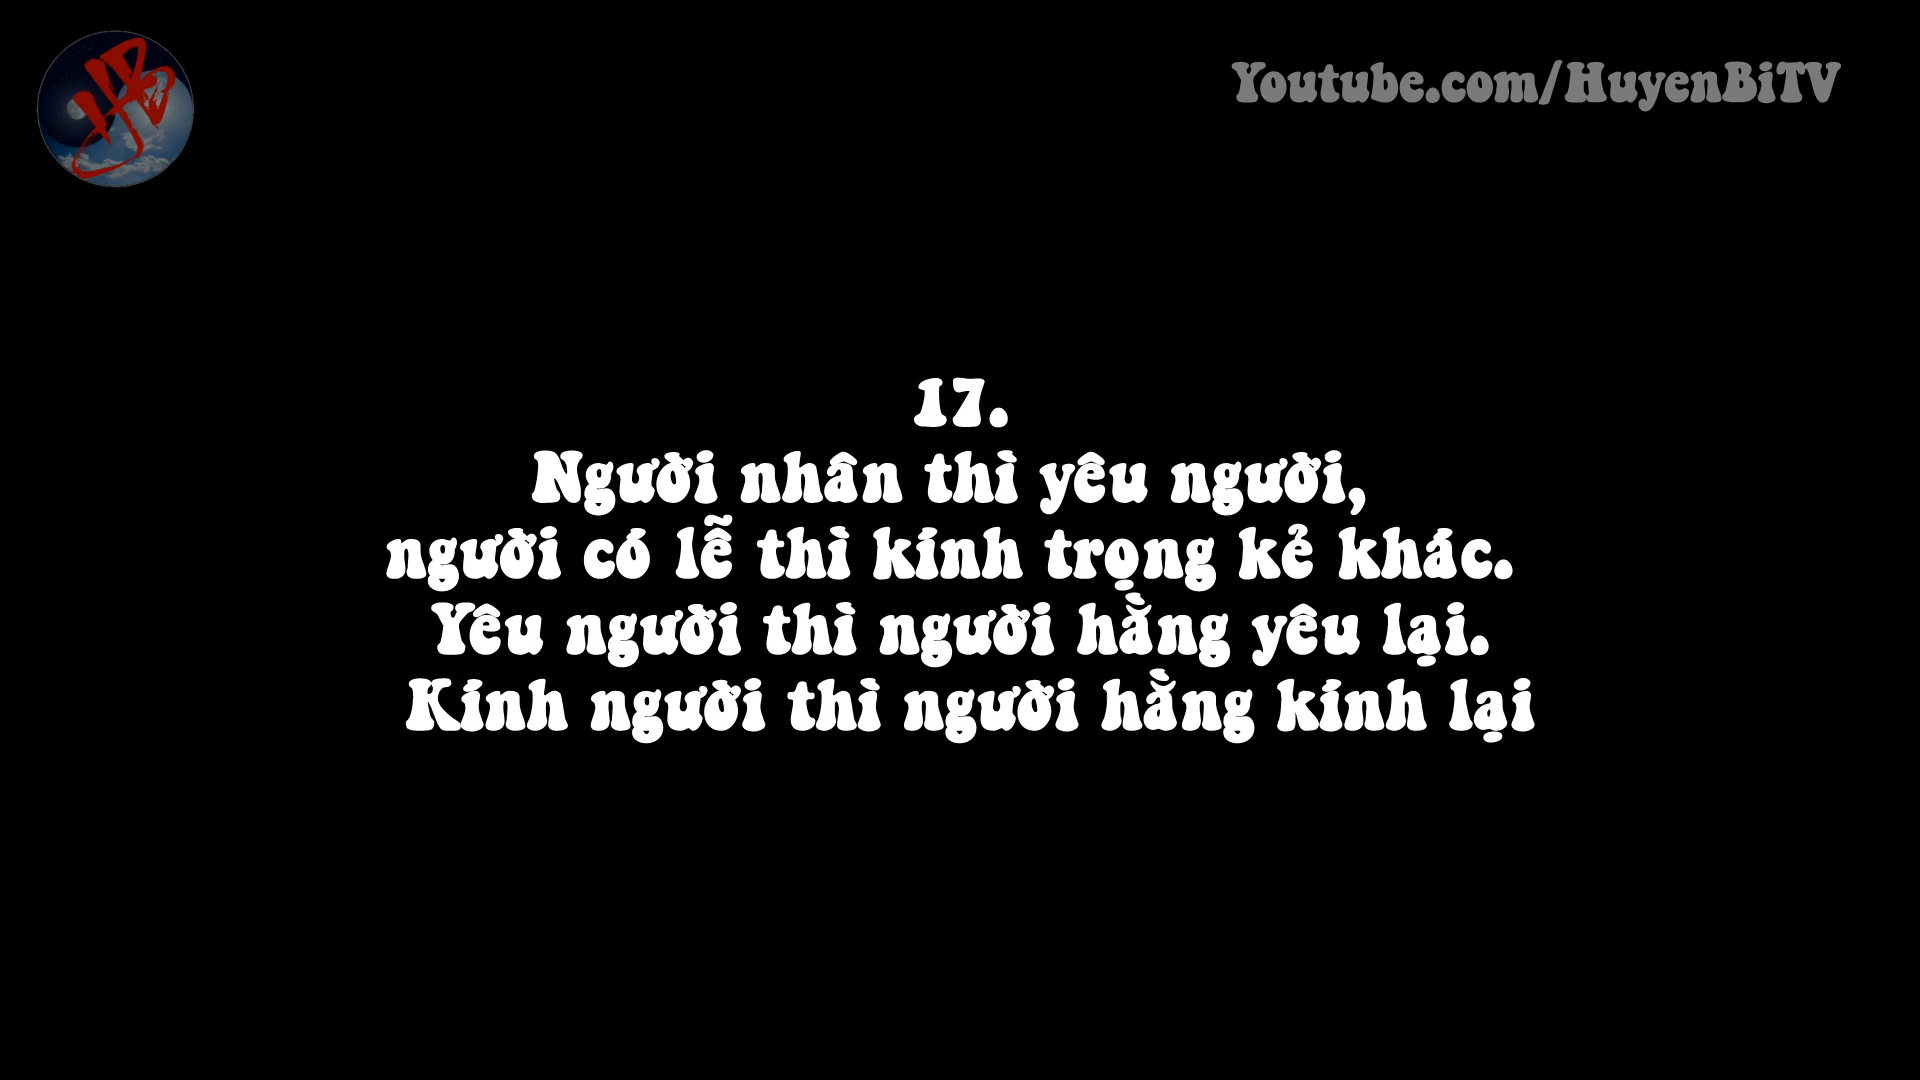 Youtube.com/HuyenBiTV
17.
Người nhân thì yêu người,
người có lễ thì kính trọng kẻ khác.
Yêu người thì người hằng yêu lại.
Kính người thì người hằng kính lại